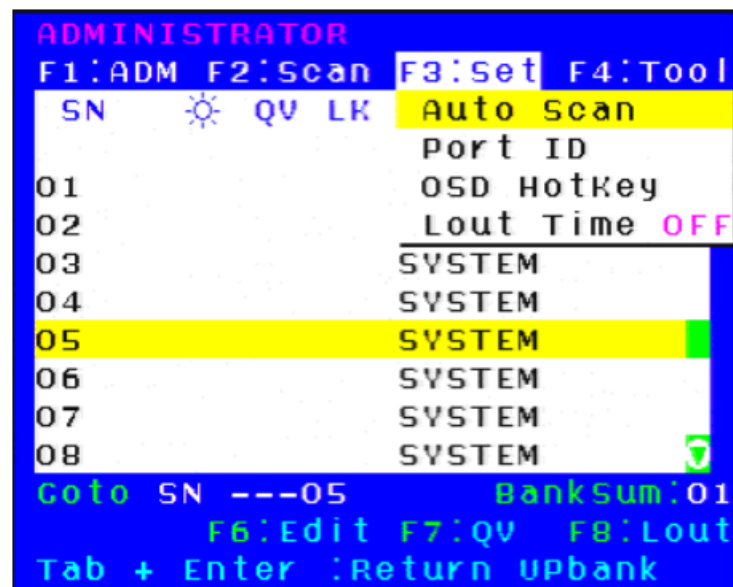 ADMINISTRATOR
F1:ADM F2:Scan F3:Set F4:Tool
SN QV LK Auto Scan
Port ID
01 OSD HotKey
02 Lout Time OFF
03 SYSTEM
04 SYSTEM
05 SYSTEM
06 SYSTEM
07 SYSTEM
08 SYSTEM
Goto SN ---05 BankSum:01
F6:Edit F7:QV F8:Lout
Tab + Enter :Return UPbank